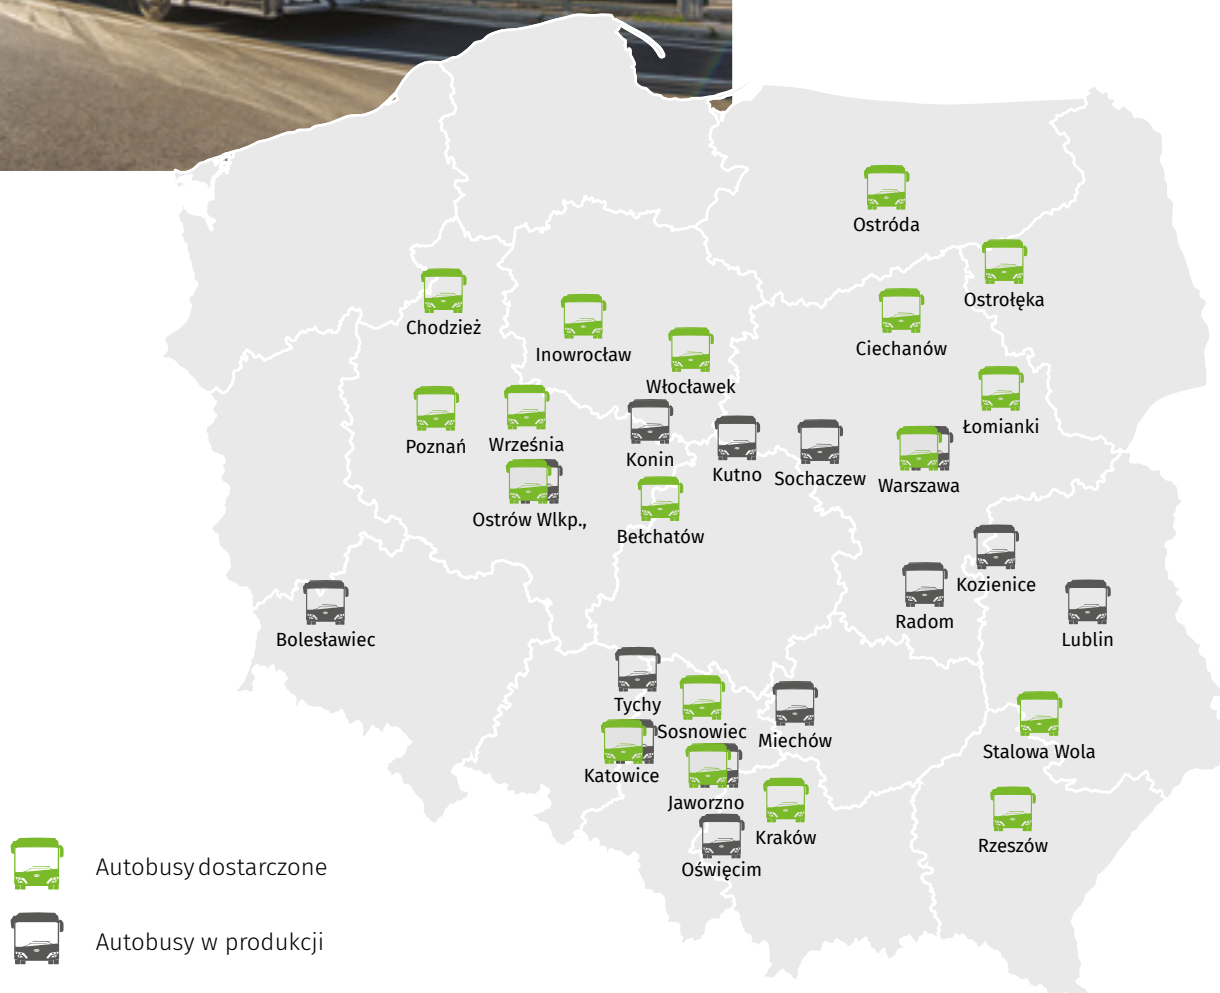 Ostróda
Ostrołęka
Chodzież
Ciechanów
Inowrocław
Włocławek
Łomianki
Poznań
Września
Konin
Kutno
Sochaczew
Warszawa
Ostrów Wlkp.,
Bełchatów
Kozienice
Radom
Bolesławiec
Lublin
Tychy
Sosnowiec
Miechów
Stalowa Wola
Katowice
Jaworzno
Kraków
Rzeszów
Oświęcim
Autobusy dostarczone
Autobusy w produkcji